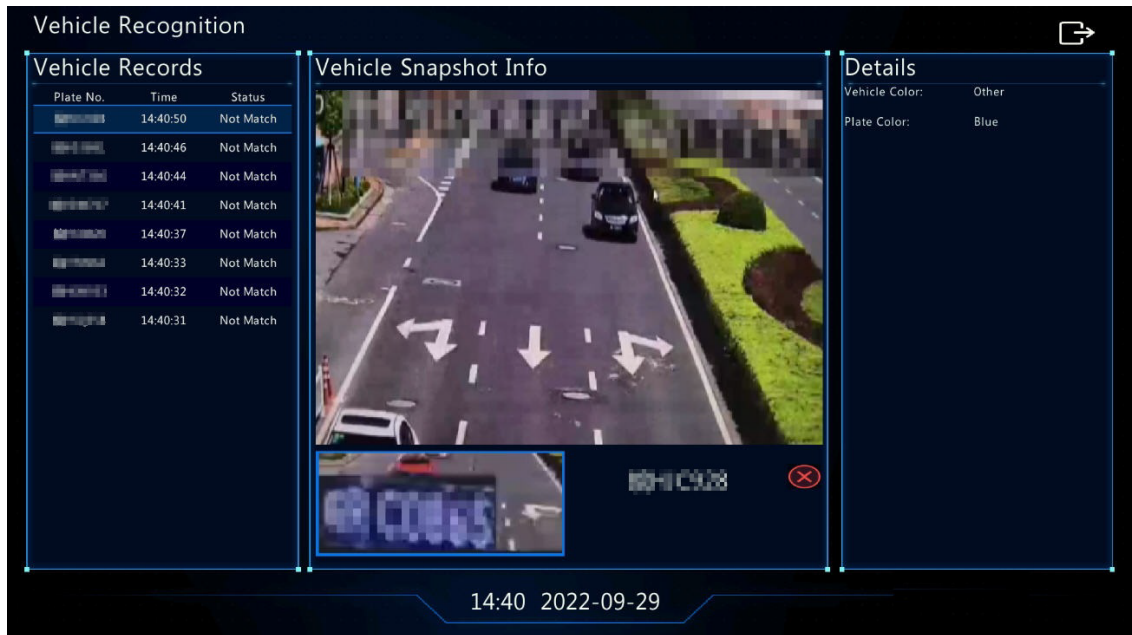 Vehicle Recognition
Vehicle Records
Plate No. Time Status
14:40:50 Not Match
14:40:46 Not Match
14:40:44 Not Match
14:40:41 Not Match
14:40:37 Not Match
14:40:33 Not Match
14:40:32 Not Match
14:40:31 Not Match
Vehicle Snapshot Info
Details
Vehicle Color: Other
Plate Color: Blue
14:40 2022-09-29